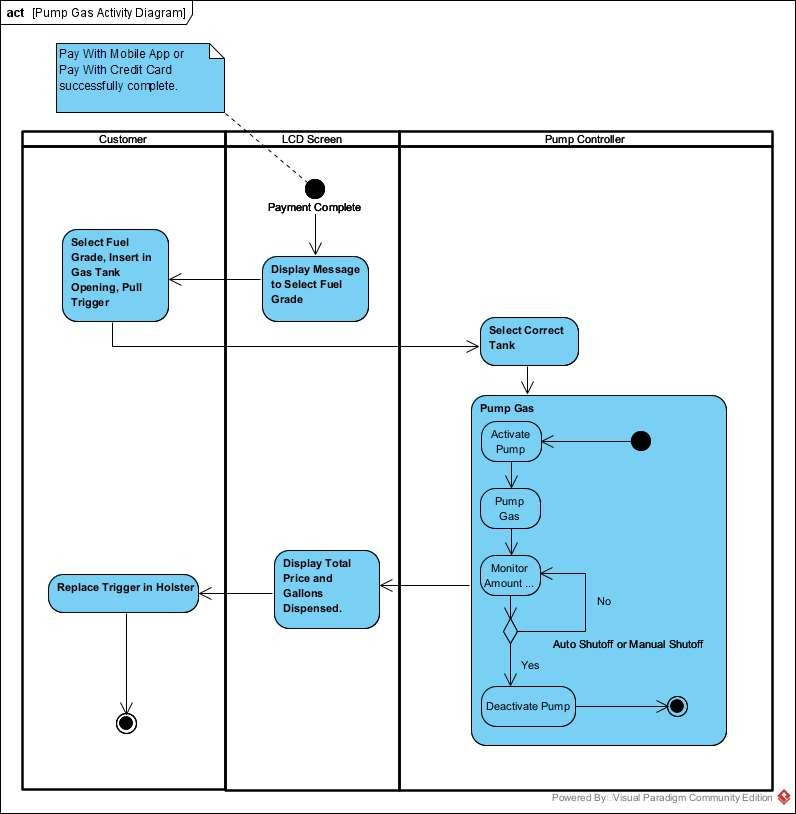 act [Pump Gas Activity Diagram]
Pay With Mobile App or
Pay With Credit Card
successfully complete.
Customer
LCD Screen
Pump Controller
Payment Complete
Select Fuel
Grade, Insert in
Gas Tank
Opening, Pull
Trigger
Display Message
to Select Fuel
Grade
Select Correct
Tank
Pump Gas
Activate
Pump
Pump
Gas
Monitor
Amount ...
No
Auto Shutoff or Manual Shutoff
Yes
Deactivate Pump
Display Total
Price and
Gallons
Dispensed.
Replace Trigger in Holster
Powered By Visual Paradigm Community Edition